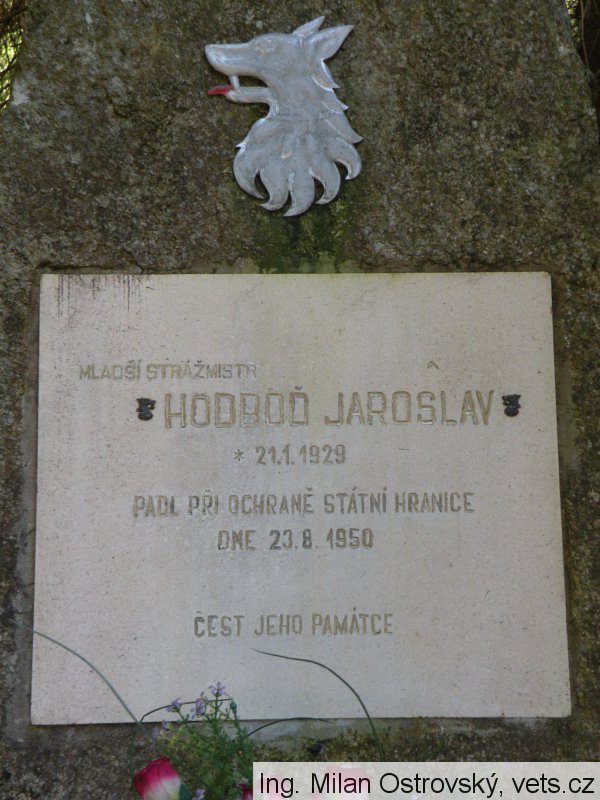 MLADŠÍ STRÁŽMISTR
HODBOĎ JAROSLAV
* 21.1.1929
PADL PŘI OCHRANĚ STÁTNÍ HRANICE
DNE 23.8.1950
ČEST JEHO PAMÁTCE
Ing. Milan Ostrovský, vets.cz